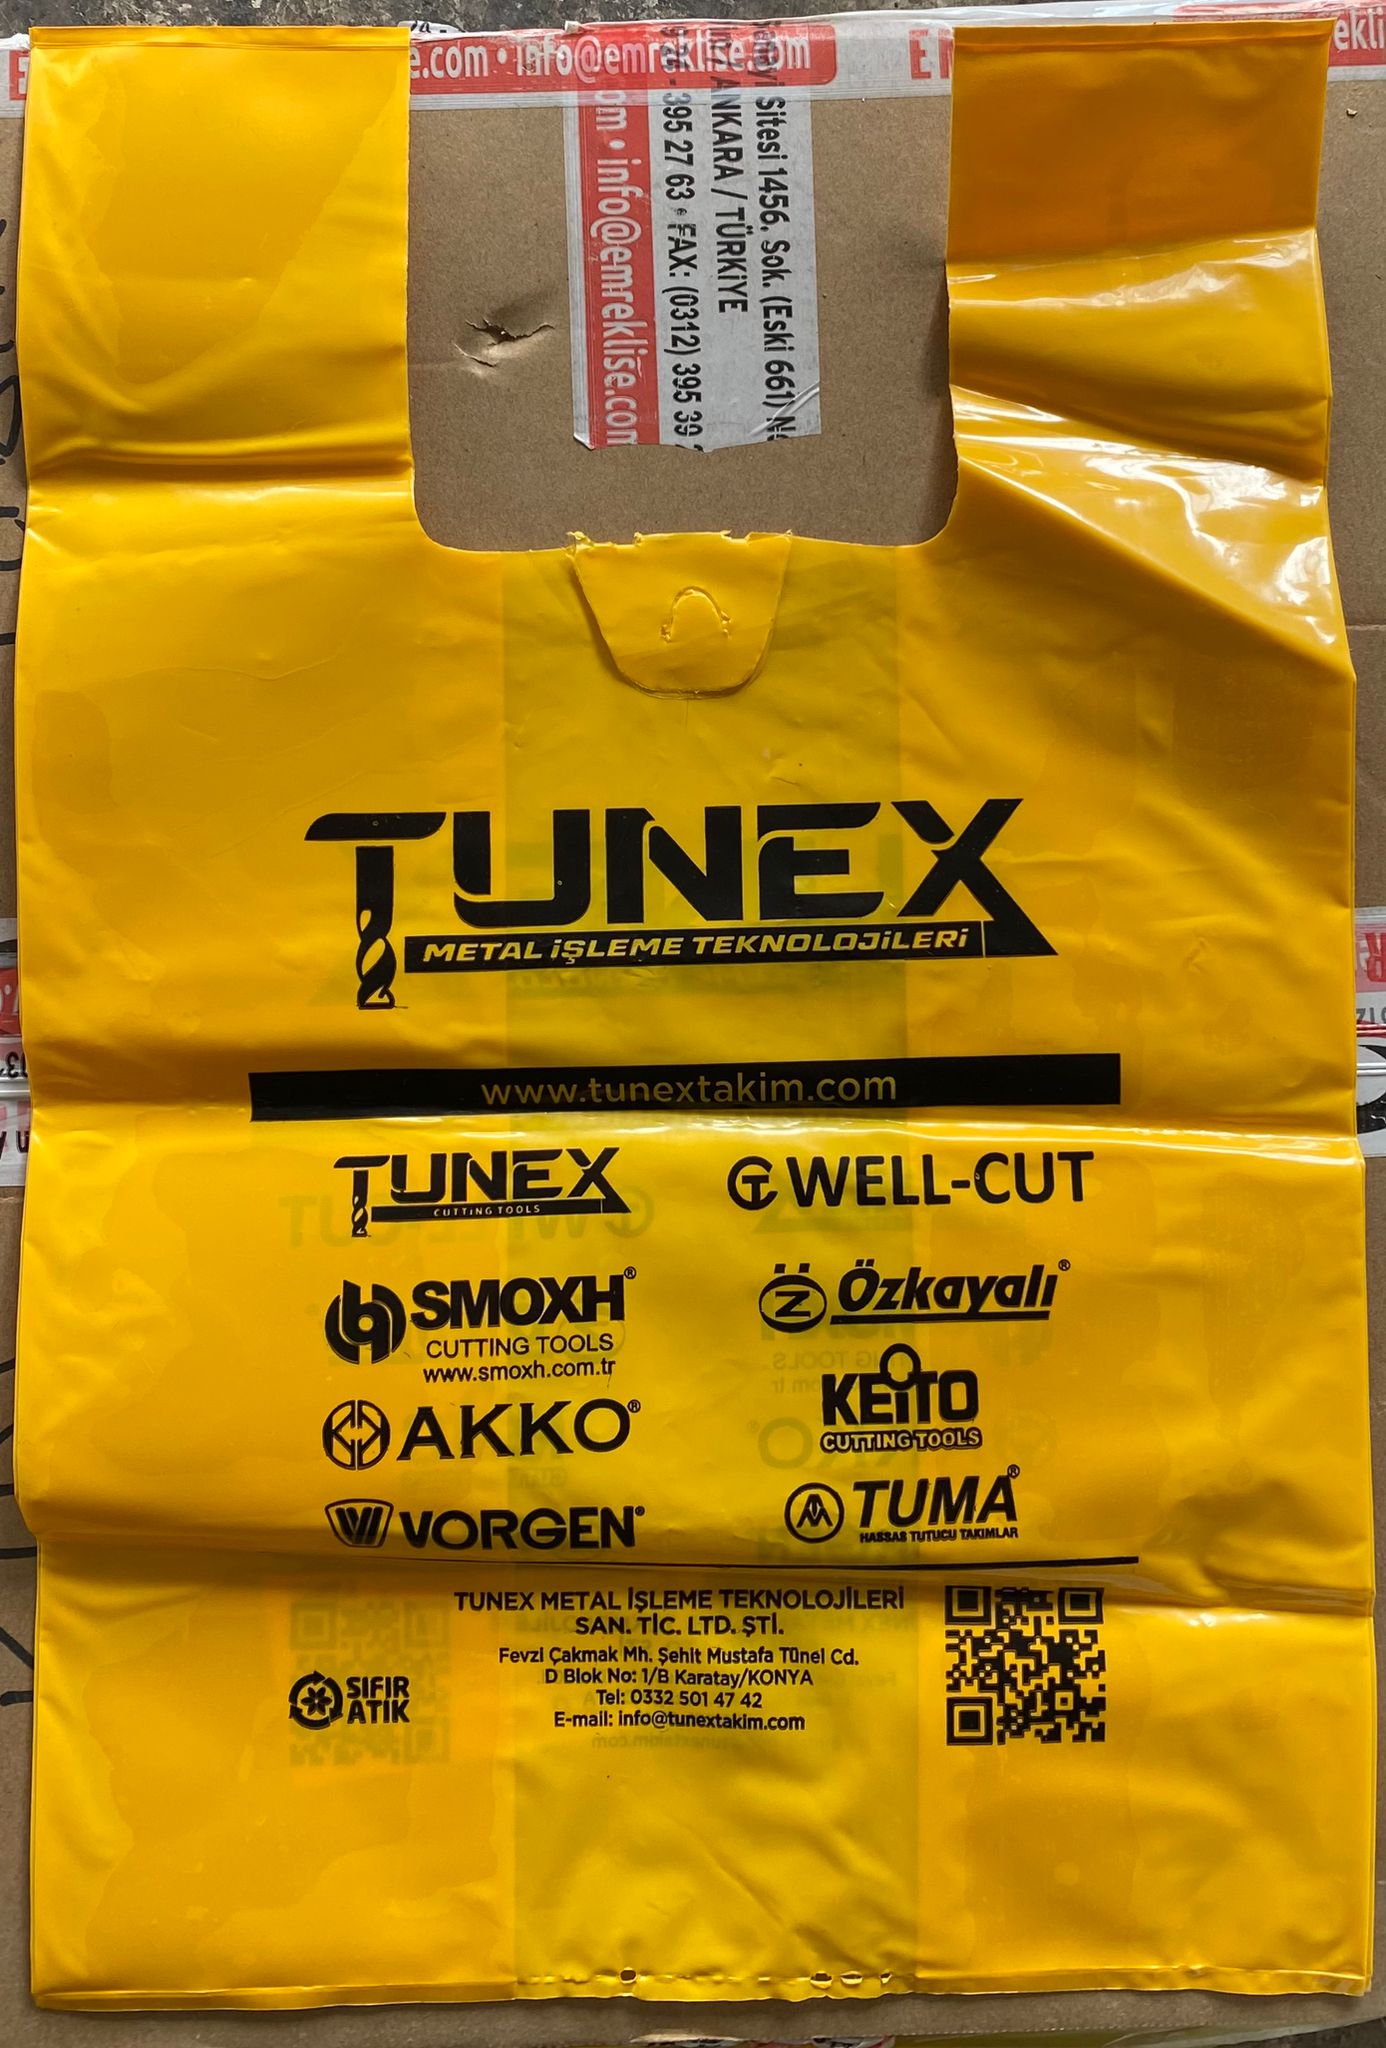 e.com • info@emreklise.com
E
ekli
Sitesi 1456. Sok. (Eski 661)
ANKARA / TÜRKİYE
395 27 63 • FAX: (0312) 395 39
om • info@emreklise.com
TUNEX
METAL İŞLEME TEKNOLOJİLERİ
www.tunextakim.com
TUNEX
CUTTING TOOLS
WELL-CUT
SMOXH®
CUTTING TOOLS
www.smoxh.com.tr
Özkayalı®
AKKO®
KEiTO
CUTTING TOOLS
VORGEN®
TUMA®
HASSAS TUTUCU TAKIMLAR
TUNEX METAL İŞLEME TEKNOLOJİLERİ
SAN. TİC. LTD. ŞTİ.
Fevzi Çakmak Mh. Şehit Mustafa Tünel Cd.
D Blok No: 1/B Karatay/KONYA
Tel: 0332 501 47 42
E-mail: info@tunextakim.com
SIFIR
ATIK